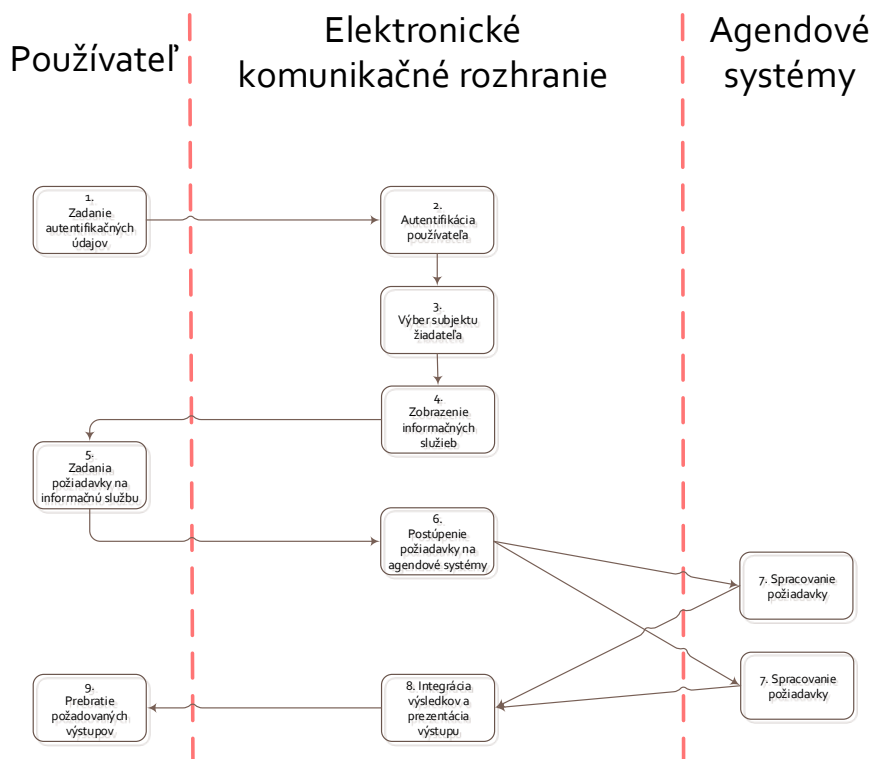 Používateľ
Elektronické
komunikačné rozhranie
Agendové
systémy
1.
Zadanie
autentifikačných
údajov
2.
Autentifikácia
používateľa
3.
Výber subjektu
žiadateľa
4.
Zobrazenie
informačných
služieb
5.
Zadania
požiadavky na
informačnú službu
6.
Postúpenie
požiadavky na
agendové systémy
7. Spracovanie
požiadavky
7. Spracovanie
požiadavky
8. Integrácia
výsledkov a
prezentácia
výstupu
9.
Prebratie
požadovaných
výstupov